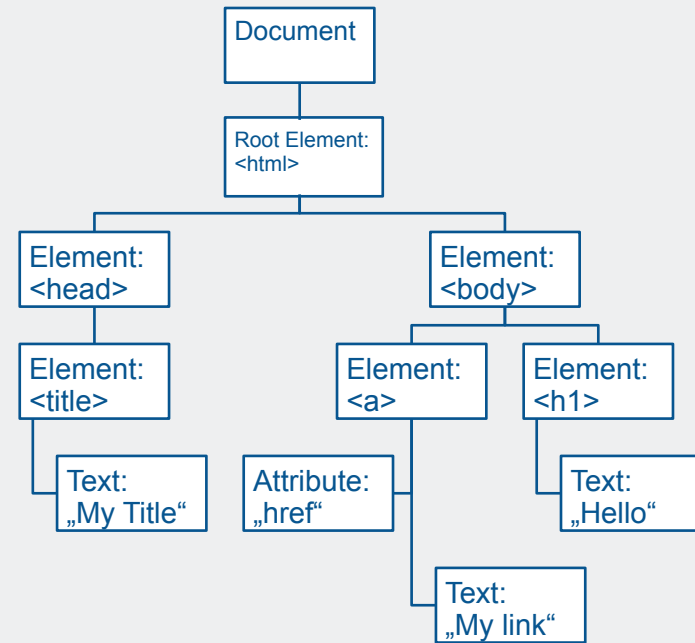 Document
Root Element:
<html>
Element:
<head>
Element:
<body>
Element:
<title>
Element:
<a>
Element:
<h1>
Text:
„My Title“
Attribute:
„href“
Text:
„Hello“
Text:
„My link“